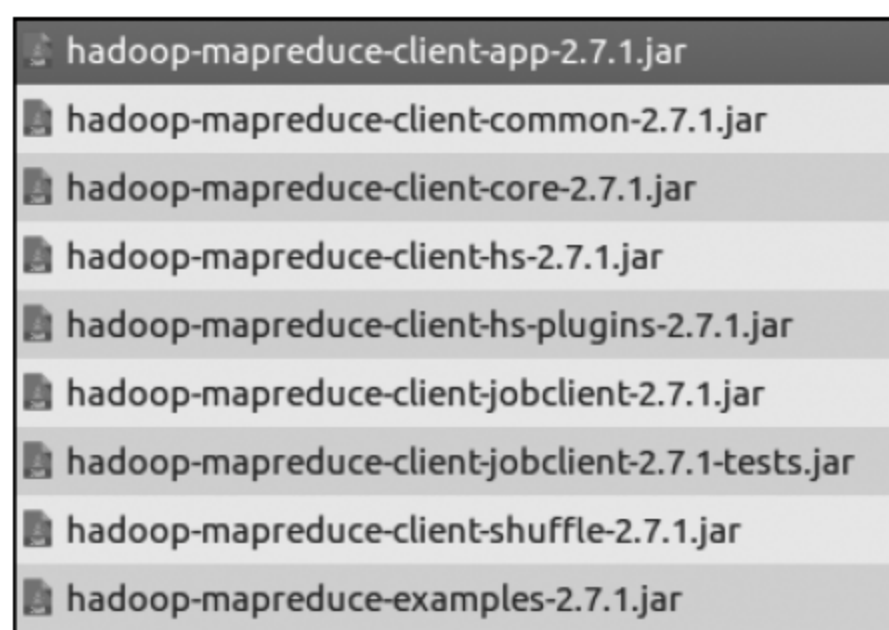 hadoop-mapreduce-client-app-2.7.1.jar
hadoop-mapreduce-client-common-2.7.1.jar
hadoop-mapreduce-client-core-2.7.1.jar
hadoop-mapreduce-client-hs-2.7.1.jar
hadoop-mapreduce-client-hs-plugins-2.7.1.jar
hadoop-mapreduce-client-jobclient-2.7.1.jar
hadoop-mapreduce-client-jobclient-2.7.1-tests.jar
hadoop-mapreduce-client-shuffle-2.7.1.jar
hadoop-mapreduce-examples-2.7.1.jar